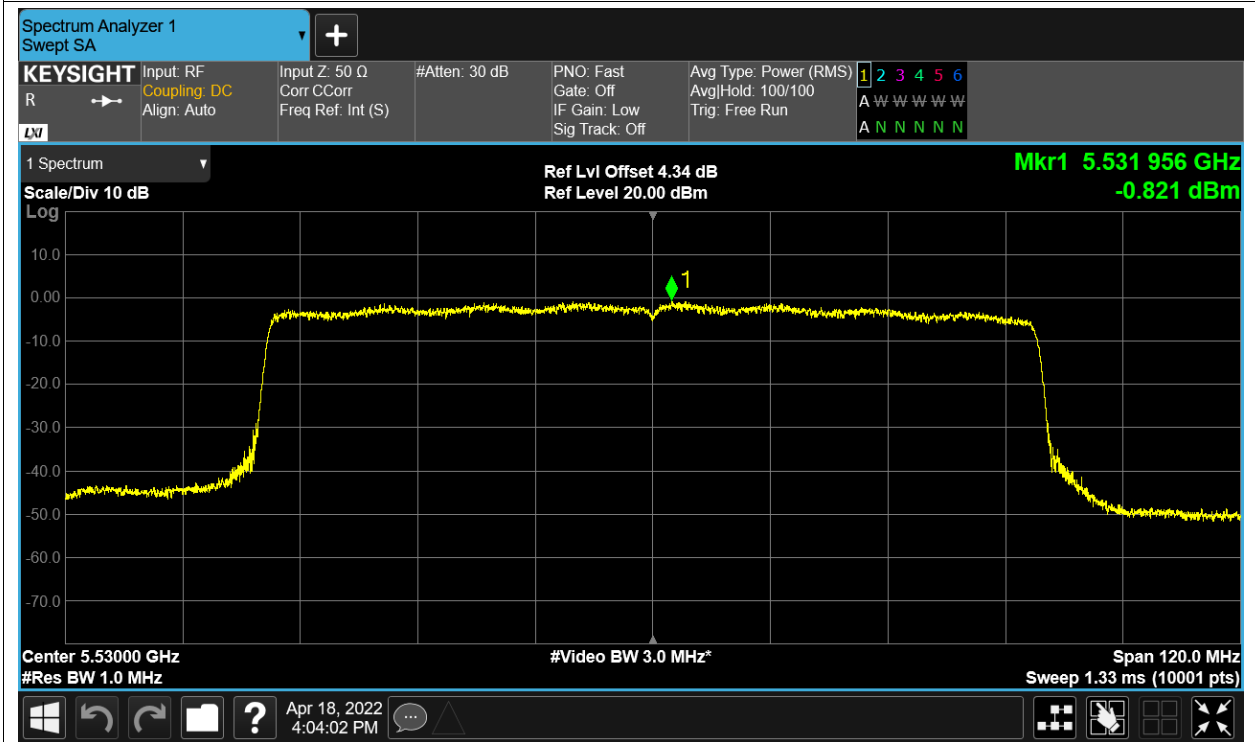 Spectrum Analyzer 1
Swept SA
+
KEYSIGHT
R
LXI
Input: RF
Coupling: DC
Align: Auto
Input Z: 50 Ω
Corr CCorr
Freq Ref: Int (S)
#Atten: 30 dB
PNO: Fast
Gate: Off
IF Gain: Low
Sig Track: Off
Avg Type: Power (RMS)
Avg|Hold: 100/100
Trig: Free Run
1 2 3 4 5 6
A W W W W W
A N N N N N
1 Spectrum
Scale/Div 10 dB
Log
Ref Lvl Offset 4.34 dB
Ref Level 20.00 dBm
Mkr1 5.531 956 GHz
-0.821 dBm
10.0
0.00
-10.0
-20.0
-30.0
-40.0
-50.0
-60.0
-70.0
1
Center 5.53000 GHz
#Res BW 1.0 MHz
#Video BW 3.0 MHz*
Span 120.0 MHz
Sweep 1.33 ms (10001 pts)
?
Apr 18, 2022
4:04:02 PM